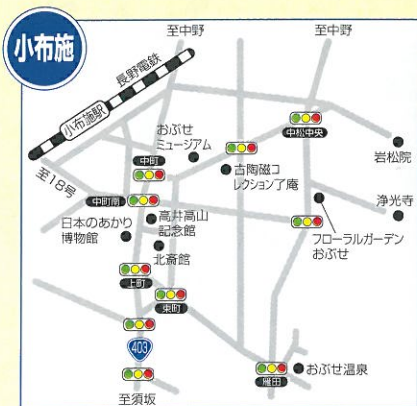 小布施
至中野
至中野
長野電鉄
小布施駅
至18号
おぶせ
ミュージアム
中松中央
中町
古陶磁コ
レクション了庵
岩松院
中町南
高井高山
記念館
浄光寺
日本のあかり
博物館
北斎館
フローラルガーデン
おぶせ
上町
東町
403
雁田
おぶせ温泉
至須坂